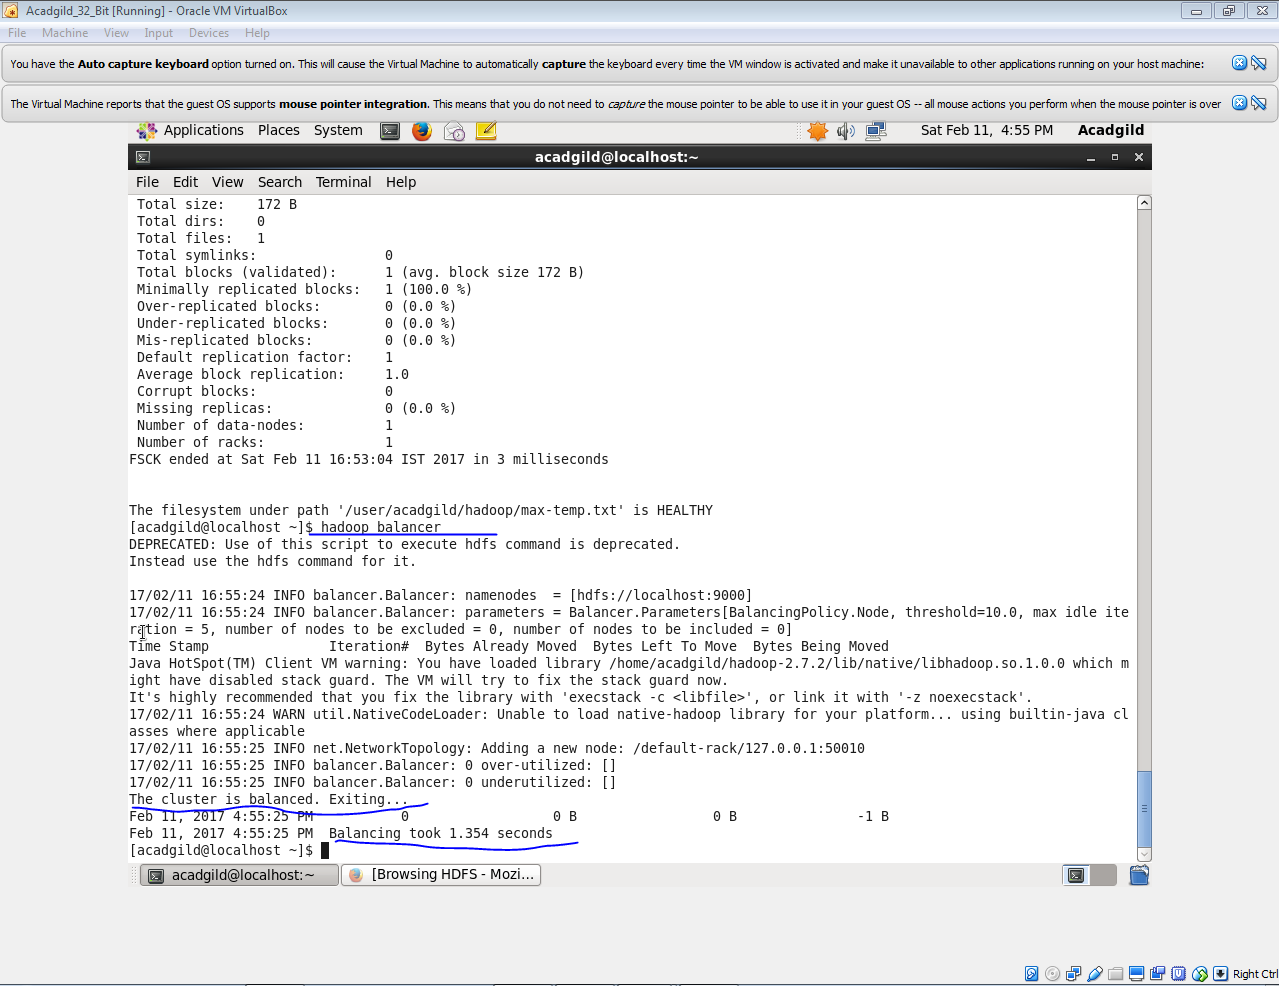 Acadgild_32_Bit [Running] - Oracle VM VirtualBox
File Machine View Input Devices Help
You have the Auto capture keyboard option turned on. This will cause the Virtual Machine to automatically capture the keyboard every time the VM window is activated and make it unavailable to other applications running on your host machine:
The Virtual Machine reports that the guest OS supports mouse pointer integration. This means that you do not need to capture the mouse pointer to be able to use it in your guest OS -- all mouse actions you perform when the mouse pointer is over
Applications Places System Sat Feb 11, 4:55 PM Acadgild
acadgild@localhost:~
File Edit View Search Terminal Help
Total size: 172 B
Total dirs: 0
Total files: 1
Total symlinks: 0
Total blocks (validated): 1 (avg. block size 172 B)
Minimally replicated blocks: 1 (100.0 %)
Over-replicated blocks: 0 (0.0 %)
Under-replicated blocks: 0 (0.0 %)
Mis-replicated blocks: 0 (0.0 %)
Default replication factor: 1
Average block replication: 1.0
Corrupt blocks: 0
Missing replicas: 0 (0.0 %)
Number of data-nodes: 1
Number of racks: 1
FSCK ended at Sat Feb 11 16:53:04 IST 2017 in 3 milliseconds
The filesystem under path '/user/acadgild/hadoop/max-temp.txt' is HEALTHY
[acadgild@localhost ~]$ hadoop balancer
DEPRECATED: Use of this script to execute hdfs command is deprecated.
Instead use the hdfs command for it.
17/02/11 16:55:24 INFO balancer.Balancer: namenodes  = [hdfs://localhost:9000]
17/02/11 16:55:24 INFO balancer.Balancer: parameters = Balancer.Parameters[BalancingPolicy.Node, threshold=10.0, max idle ite
ration = 5, number of nodes to be excluded = 0, number of nodes to be included = 0]
Time Stamp Iteration# Bytes Already Moved Bytes Left To Move Bytes Being Moved
Java HotSpot(TM) Client VM warning: You have loaded library /home/acadgild/hadoop-2.7.2/lib/native/libhadoop.so.1.0.0 which m
ight have disabled stack guard. The VM will try to fix the stack guard now.
It's highly recommended that you fix the library with 'execstack -c <libfile>', or link it with '-z noexecstack'.
17/02/11 16:55:24 WARN util.NativeCodeLoader: Unable to load native-hadoop library for your platform... using builtin-java cl
asses where applicable
17/02/11 16:55:25 INFO net.NetworkTopology: Adding a new node: /default-rack/127.0.0.1:50010
17/02/11 16:55:25 INFO balancer.Balancer: 0 over-utilized: []
17/02/11 16:55:25 INFO balancer.Balancer: 0 underutilized: []
The cluster is balanced. Exiting...
Feb 11, 2017 4:55:25 PM 0 0 B 0 B -1 B
Feb 11, 2017 4:55:25 PM Balancing took 1.354 seconds
[acadgild@localhost ~]$
acadgild@localhost:~ [Browsing HDFS - Mozi...
Right Ctrl